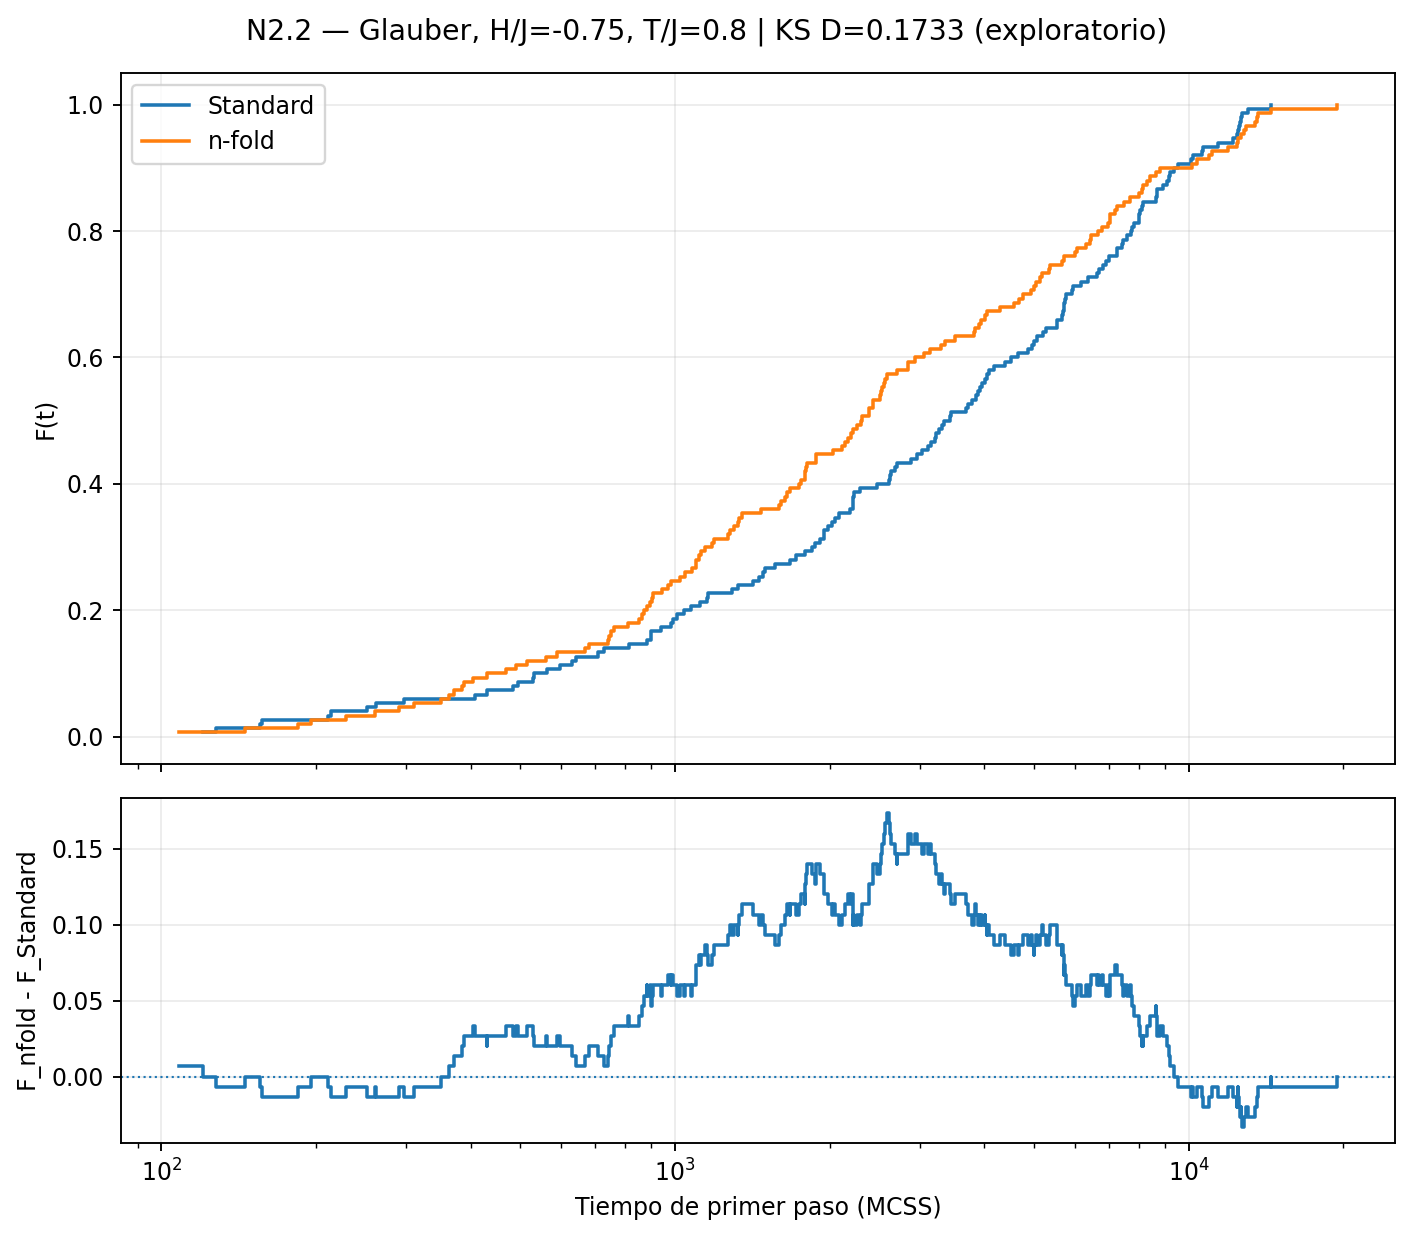 N2.2 — Glauber, H/J=-0.75, T/J=0.8 | KS D=0.1733 (exploratorio)
Standard
n-fold
1.0
0.8
0.6
0.4
0.2
0.0
F(t)
0.15
0.10
0.05
0.00
F_nfold - F_Standard
10² 10³ 10⁴
Tiempo de primer paso (MCSS)